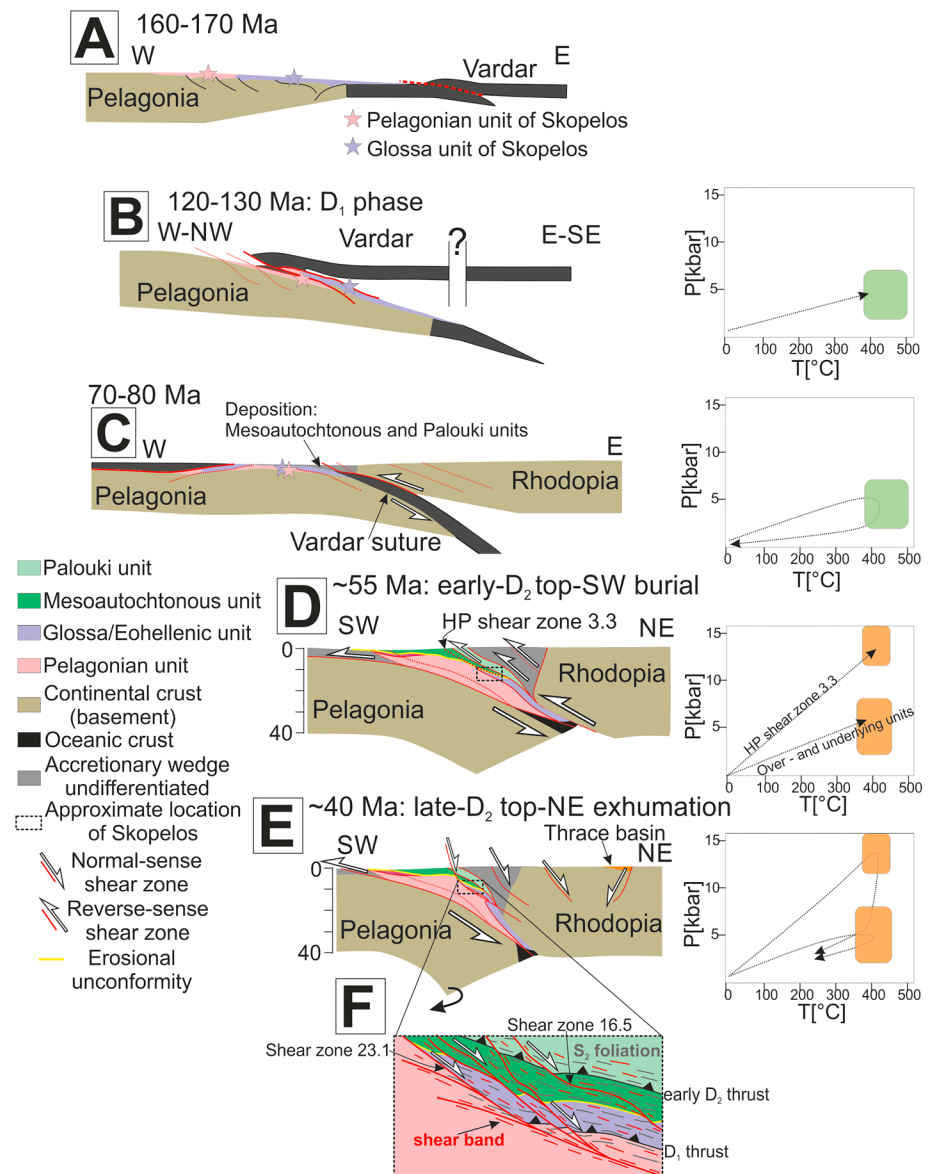 A
160-170 Ma
W
E
Vardar
Pelagonia
Pelagonian unit of Skopelos
Glossa unit of Skopelos
B
120-130 Ma: D1 phase
W-NW
Vardar
?
E-SE
Pelagonia
P[kbar]
15
10
5
0
100
200
300
400
500
T[°C]
70-80 Ma
C
W
Deposition:
Mesoautochtonous and Palouki units
E
Pelagonia
Rhodopia
Vardar suture
P[kbar]
15
10
5
0
100
200
300
400
500
T[°C]
Palouki unit
Mesoautochtonous unit
Glossa/Eohellenic unit
Pelagonian unit
Continental crust
(basement)
Oceanic crust
Accretionary wedge
undifferentiated
Approximate location
of Skopelos
Normal-sense
shear zone
Reverse-sense
shear zone
Erosional
unconformity
D
~55 Ma: early-D2 top-SW burial
SW
HP shear zone 3.3
NE
0
40
Pelagonia
Rhodopia
P[kbar]
15
10
5
HP shear zone 3.3
Over - and underlying units
0
100
200
300
400
500
T[°C]
E
~40 Ma: late-D2 top-NE exhumation
SW
Thrace basin
NE
0
40
Pelagonia
Rhodopia
P[kbar]
15
10
5
0
100
200
300
400
500
T[°C]
F
Shear zone 16.5
Shear zone 23.1
S2 foliation
early D2 thrust
shear band
D1 thrust